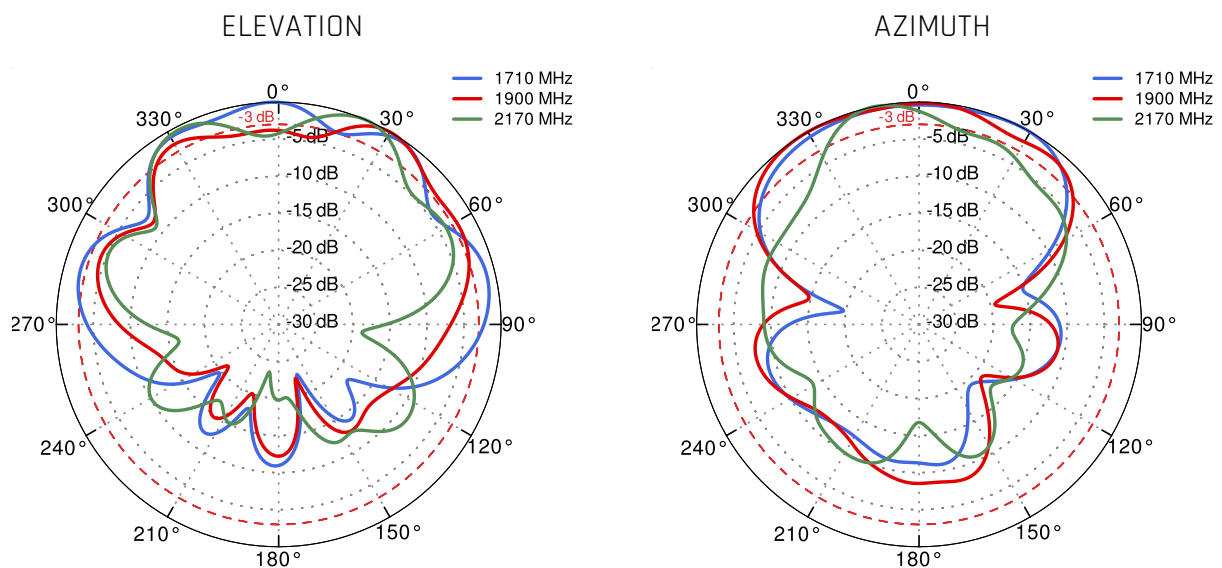 ELEVATION
AZIMUTH
1710 MHz
1900 MHz
2170 MHz
0°
330°
30°
-3 dB
-5 dB
-10 dB
300°
60°
-15 dB
-20 dB
-25 dB
270°
-30 dB
90°
240°
120°
210°
150°
180°
1710 MHz
1900 MHz
2170 MHz
0°
330°
30°
-3 dB
-5 dB
-10 dB
300°
60°
-15 dB
-20 dB
-25 dB
270°
-30 dB
90°
240°
120°
210°
150°
180°